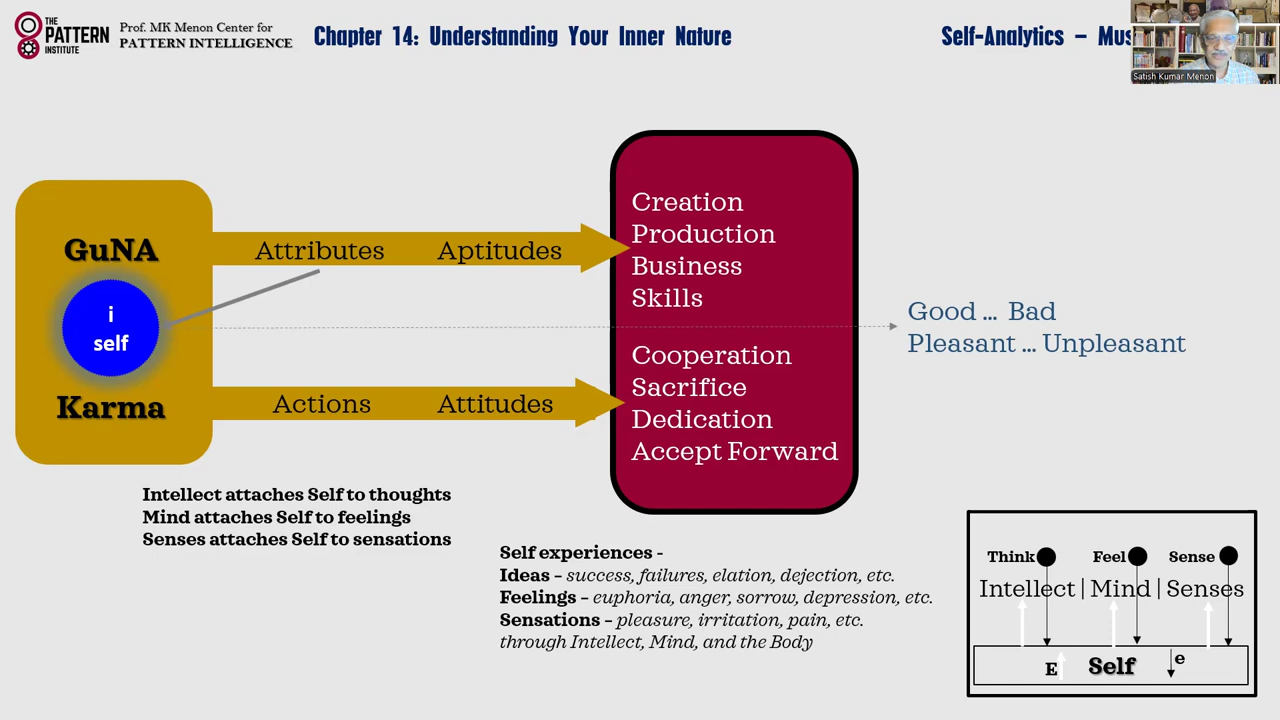 THE
PATTERN
INSTITUTE
Prof. MK Menon Center for
PATTERN INTELLIGENCE
Chapter 14: Understanding Your Inner Nature
Self-Analytics – Mus
Satish Kumar Menon
GuNA
i
self
Karma
Attributes Aptitudes
Actions Attitudes
Creation
Production
Business
Skills
Cooperation
Sacrifice
Dedication
Accept Forward
Good ... Bad
Pleasant ... Unpleasant
Intellect attaches Self to thoughts
Mind attaches Self to feelings
Senses attaches Self to sensations
Self experiences -
Ideas – success, failures, elation, dejection, etc.
Feelings – euphoria, anger, sorrow, depression, etc.
Sensations – pleasure, irritation, pain, etc.
through Intellect, Mind, and the Body
Think Feel Sense
Intellect | Mind | Senses
E Self e